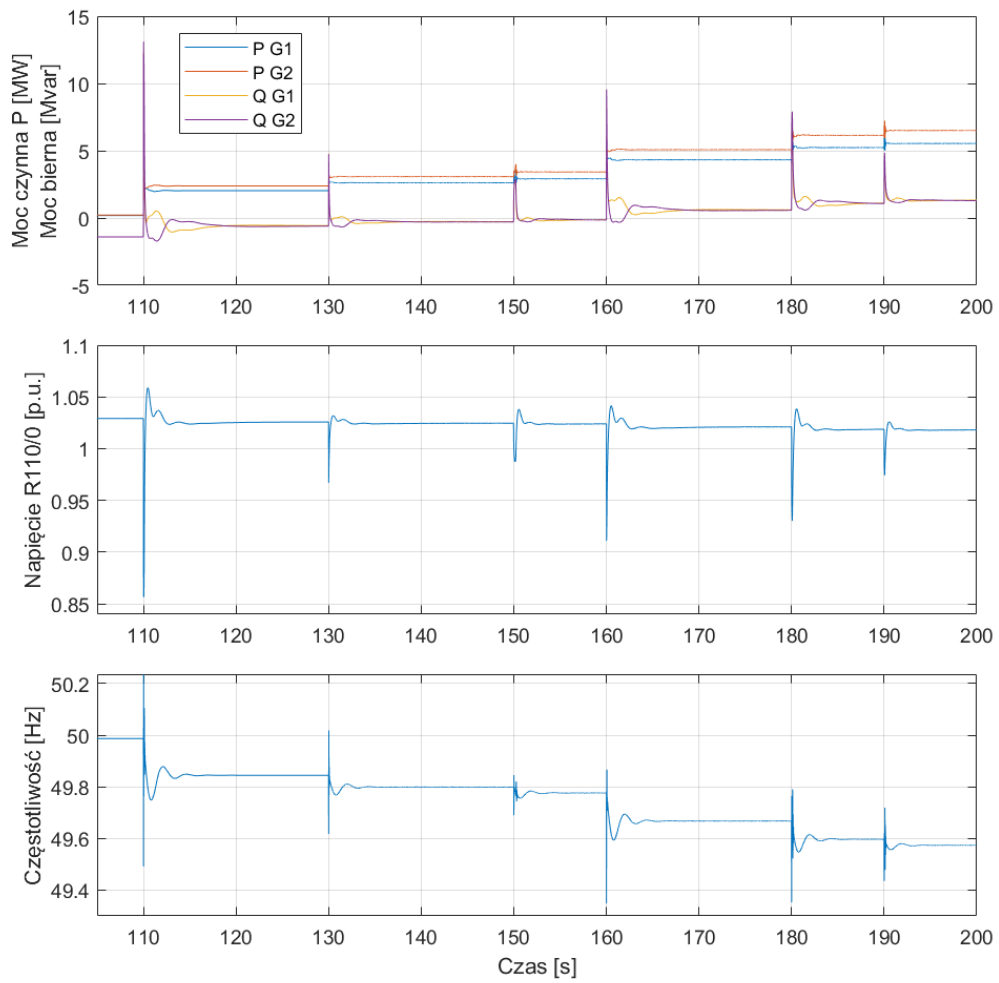 Moc czynna P [MW]
Moc bierna [Mvar]
15
10
5
0
-5
P G1
P G2
Q G1
Q G2
110 120 130 140 150 160 170 180 190 200
Napięcie R110/0 [p.u.]
1.1
1.05
1
0.95
0.9
0.85
110 120 130 140 150 160 170 180 190 200
Częstotliwość [Hz]
50.2
50
49.8
49.6
49.4
110 120 130 140 150 160 170 180 190 200
Czas [s]